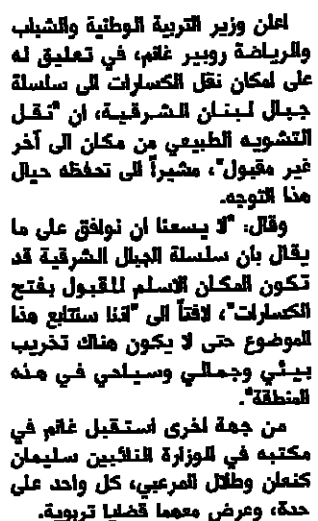 اعلن وزير التربية الوطنية والشباب
والرياضة روبير غانم، في تعليق له
على امكان نقل الكسارات الى سلسلة
جبال لبنان الشرقية، ان "نقل
التشويه الطبيعي من مكان الى آخر
غير مقبول"، مشيراً الى تحفظه حيال
هذا التوجه.
وقال: "لا يسعنا ان نوافق على ما
يقال بأن سلسلة الجبال الشرقية قد
تكون المكان الاسلم للقبول بفتح
الكسارات"، لافتاً الى "اننا سنتابع هذا
الموضوع حتى لا يكون هناك تخريب
بيئي وجمالي وسياحي في هذه
المنطقة".
من جهة اخرى استقبل غانم في
مكتبه في الوزارة النائبين سليمان
كنعان وطلال المرعبي، كل واحد على
حدة، وعرض معهما قضايا تربوية.